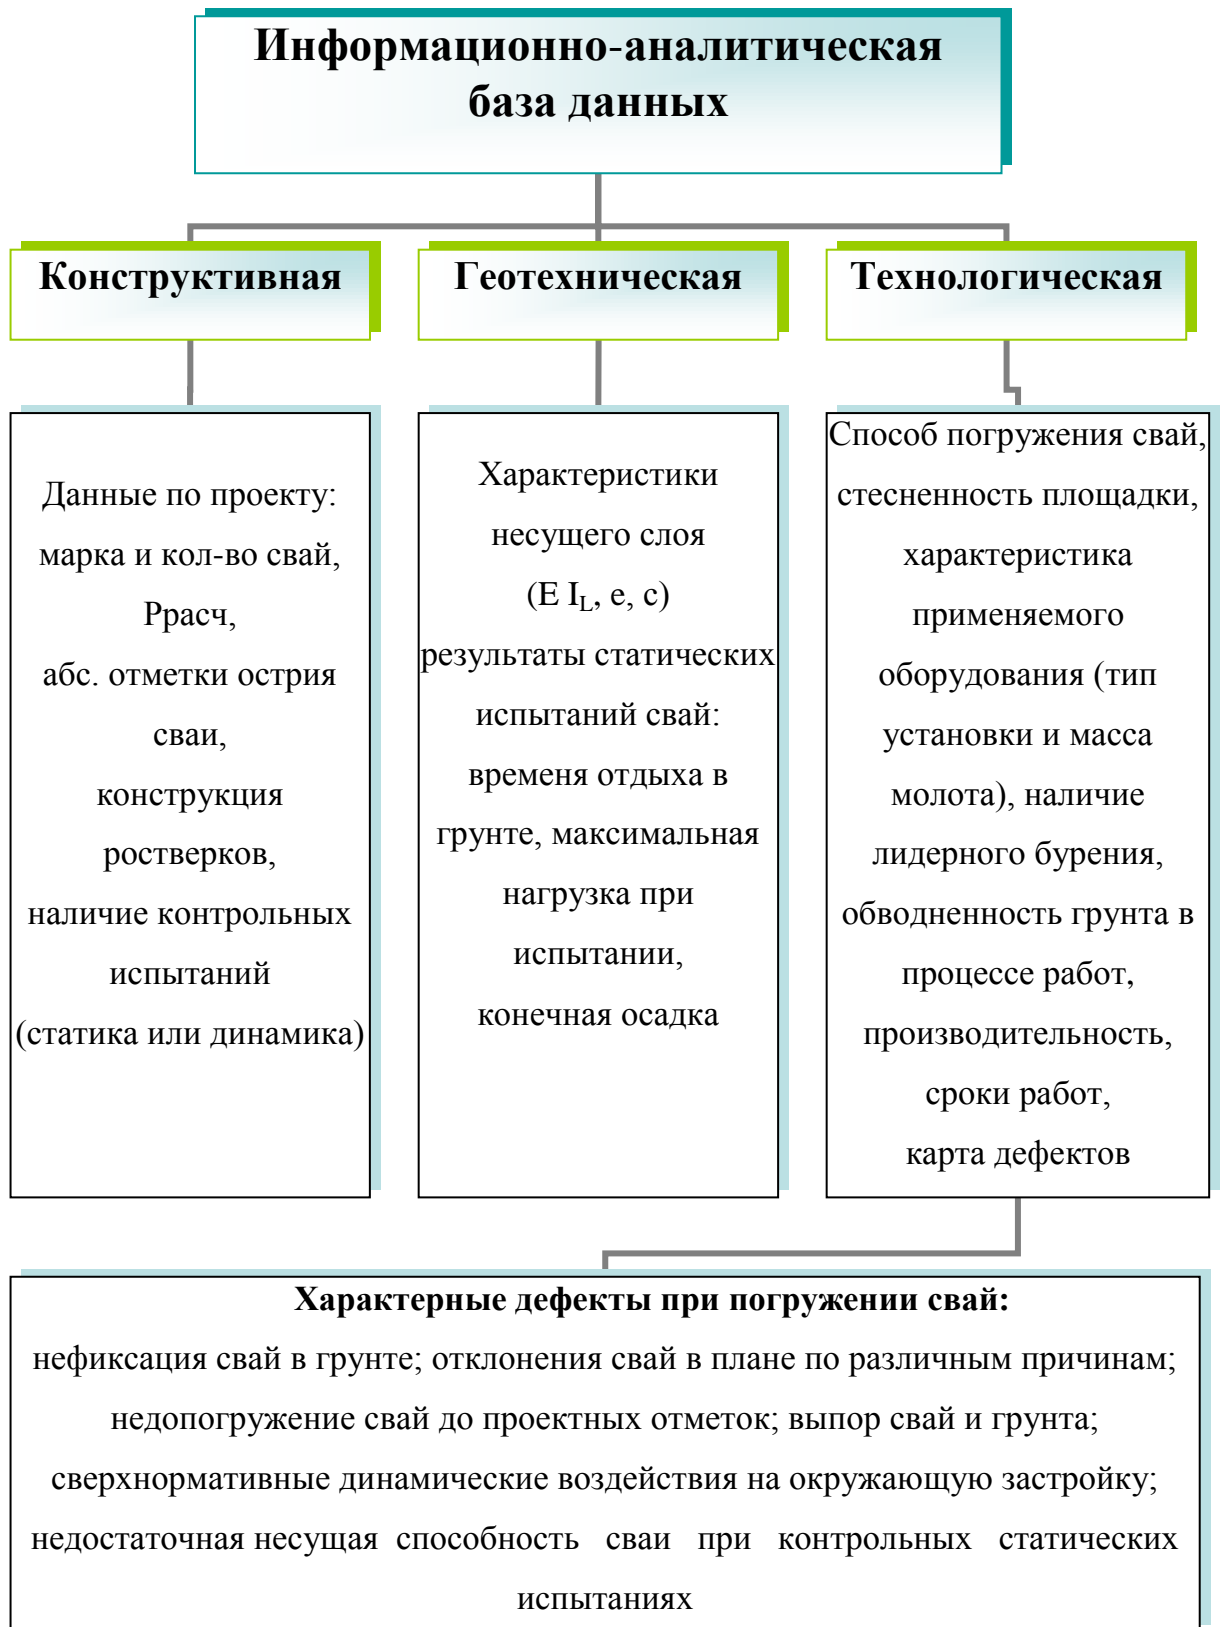 Информационно-аналитическая
база данных
Конструктивная
Геотехническая
Технологическая
Данные по проекту:
марка и кол-во свай,
Ррасч,
абс. отметки острия
сваи,
конструкция
ростверков,
наличие контрольных
испытаний
(статика или динамика)
Характеристики
несущего слоя
(E I_L, e, c)
результаты статических
испытаний свай:
временя отдыха в
грунте, максимальная
нагрузка при
испытании,
конечная осадка
Способ погружения свай,
стесненность площадки,
характеристика
применяемого
оборудования (тип
установки и масса
молота), наличие
лидерного бурения,
обводненность грунта в
процессе работ,
производительность,
сроки работ,
карта дефектов
Характерные дефекты при погружении свай:
нефиксация свай в грунте; отклонения свай в плане по различным причинам;
недопогружение свай до проектных отметок; выпор свай и грунта;
сверхнормативные динамические воздействия на окружающую застройку;
недостаточная несущая способность сваи при контрольных статических
испытаниях